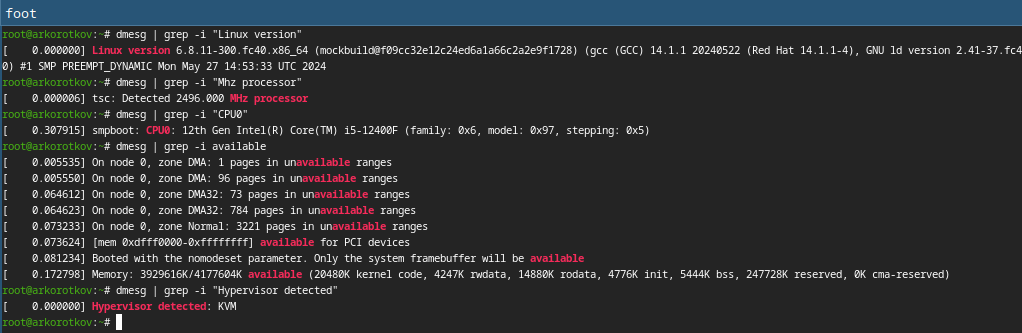 foot
root@arkorotkov:~# dmesg | grep -i "Linux version"
[    0.000000] Linux version 6.8.11-300.fc40.x86_64 (mockbuild@f09cc32e12c24ed6a1a66c2a2e9f1728) (gcc (GCC) 14.1.1 20240522 (Red Hat 14.1.1-4), GNU ld version 2.41-37.fc4
0) #1 SMP PREEMPT_DYNAMIC Mon May 27 14:53:33 UTC 2024
root@arkorotkov:~# dmesg | grep -i "Mhz processor"
[    0.000006] tsc: Detected 2496.000 MHz processor
root@arkorotkov:~# dmesg | grep -i "CPU0"
[    0.307915] smpboot: CPU0: 12th Gen Intel(R) Core(TM) i5-12400F (family: 0x6, model: 0x97, stepping: 0x5)
root@arkorotkov:~# dmesg | grep -i available
[    0.005535] On node 0, zone DMA: 1 pages in unavailable ranges
[    0.005550] On node 0, zone DMA: 96 pages in unavailable ranges
[    0.064612] On node 0, zone DMA32: 73 pages in unavailable ranges
[    0.064623] On node 0, zone DMA32: 784 pages in unavailable ranges
[    0.073233] On node 0, zone Normal: 3221 pages in unavailable ranges
[    0.073624] [mem 0xdfff0000-0xffffffff] available for PCI devices
[    0.081234] Booted with the nomodeset parameter. Only the system framebuffer will be available
[    0.172798] Memory: 3929616K/4177604K available (20480K kernel code, 4247K rwdata, 14880K rodata, 4776K init, 5444K bss, 247728K reserved, 0K cma-reserved)
root@arkorotkov:~# dmesg | grep -i "Hypervisor detected"
[    0.000000] Hypervisor detected: KVM
root@arkorotkov:~#